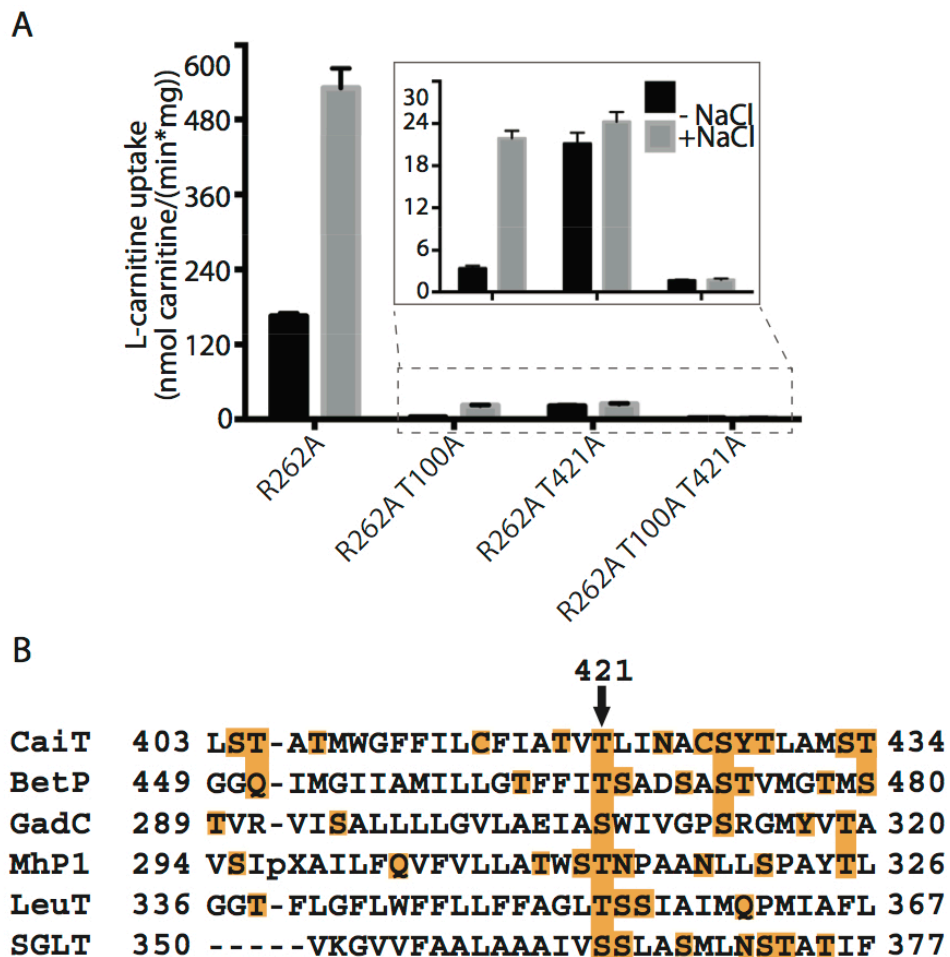 A
L-carnitine uptake
(nmol carnitine/(min*mg))
600
480
360
240
120
0
30
24
18
12
6
0
- NaCl
+NaCl
R262A
R262A T100A
R262A T421A
R262A T100A T421A
B
421
CaiT 403 LST-ATMWGFFILCFIATVTLINACSYTLAMST 434
BetP 449 GGQ-IMGIIAMILLGTFFITSADSASTVMGTMS 480
GadC 289 TVR-VISALLLLGVLAEIASWIVGPSRGMYVTA 320
MhP1 294 VSIpXAILFQVFVLLATWSTNPAANLLSPAYTL 326
LeuT 336 GGT-FLGFLWFFLLFFAGLTSSIAIMQPMIAFL 367
SGLT 350 -----VKGVVFAALAAAIVSSLASMLNSTATIF 377